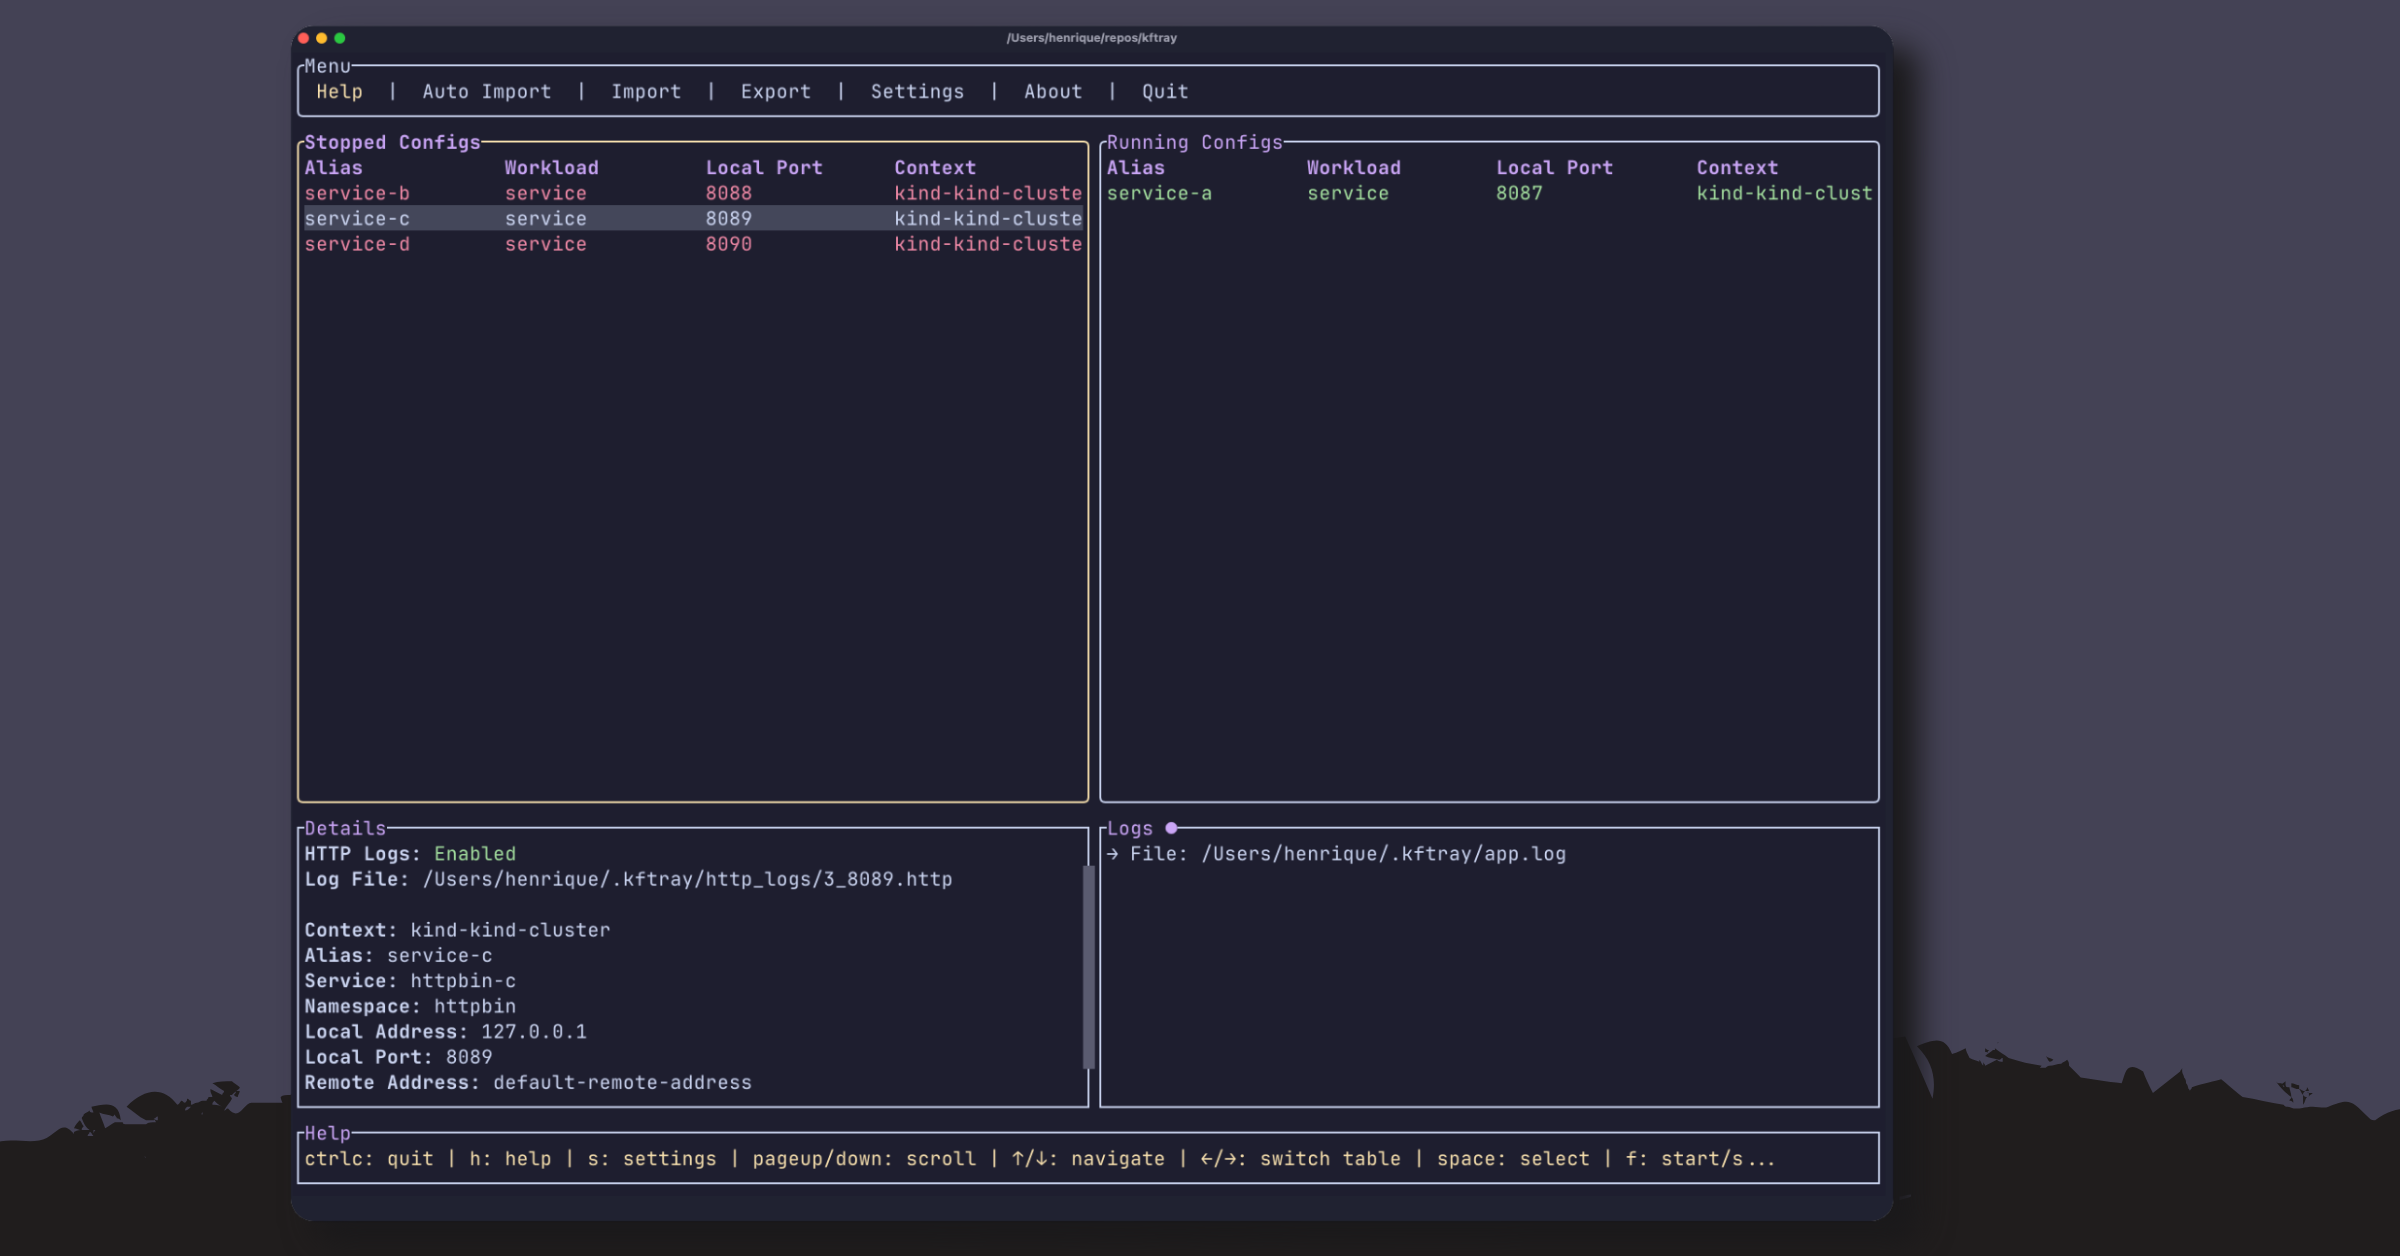 /Users/henrique/repos/kftray
Menu
Help | Auto Import | Import | Export | Settings | About | Quit
Stopped Configs
Alias Workload Local Port Context
service-b service 8088 kind-kind-cluste
service-c service 8089 kind-kind-cluste
service-d service 8090 kind-kind-cluste
Running Configs
Alias Workload Local Port Context
service-a service 8087 kind-kind-clust
Details
HTTP Logs: Enabled
Log File: /Users/henrique/.kftray/http_logs/3_8089.http
Context: kind-kind-cluster
Alias: service-c
Service: httpbin-c
Namespace: httpbin
Local Address: 127.0.0.1
Local Port: 8089
Remote Address: default-remote-address
Logs ●
→ File: /Users/henrique/.kftray/app.log
Help
ctrlc: quit | h: help | s: settings | pageup/down: scroll | ↑/↓: navigate | ←/→: switch table | space: select | f: start/s...